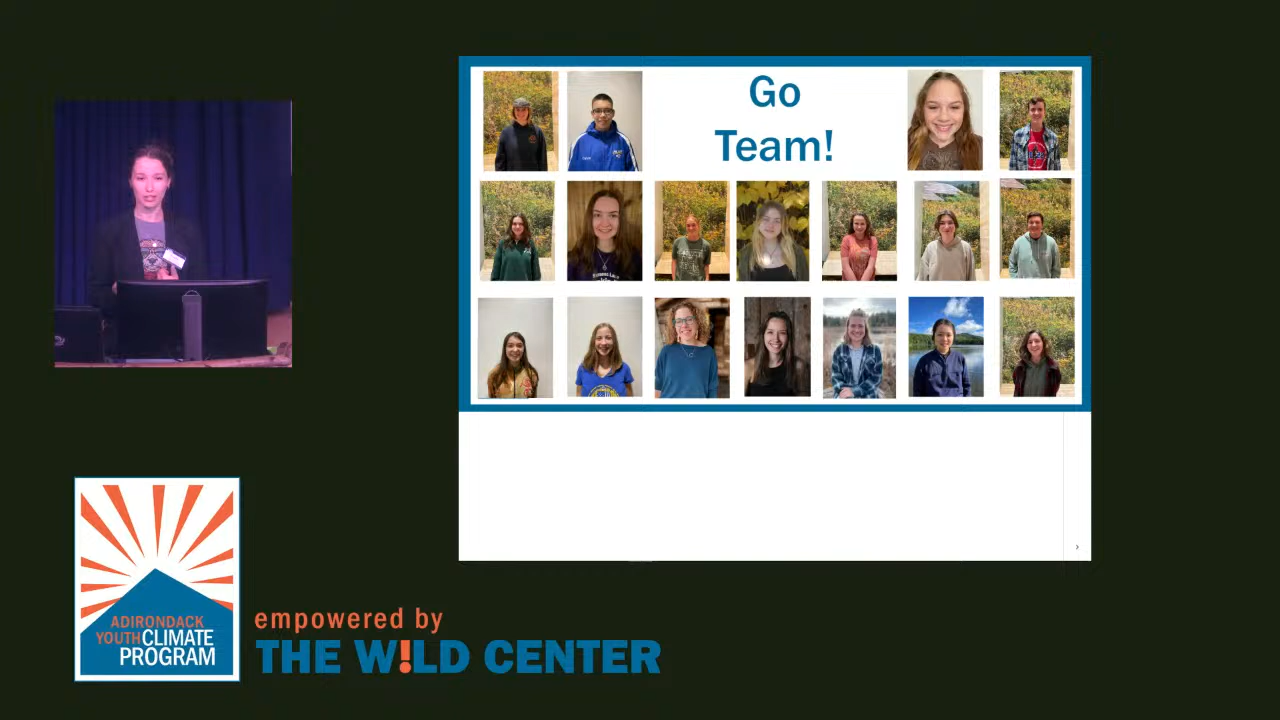 Go
Team!
ADIRONDACK
YOUTH CLIMATE
PROGRAM
empowered by
THE W!LD CENTER